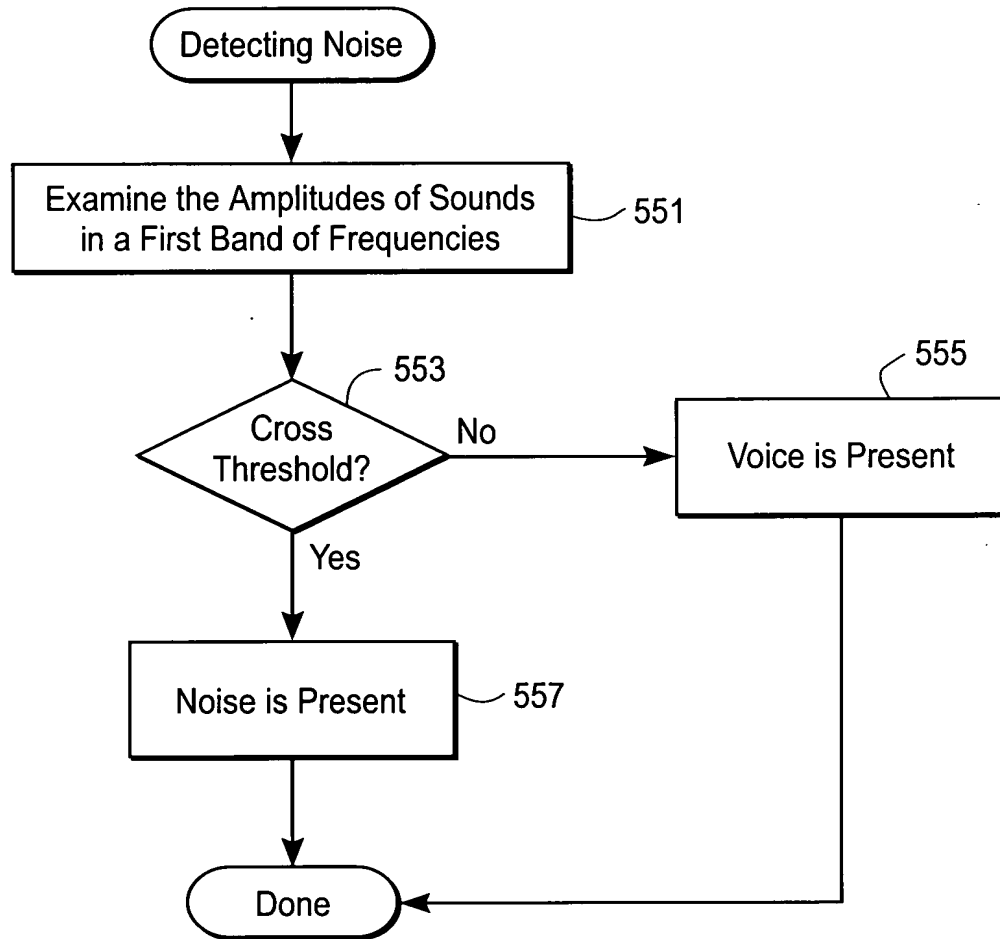 Detecting Noise
Examine the Amplitudes of Sounds
in a First Band of Frequencies
551
553
Cross
Threshold?
No
555
Voice is Present
Yes
Noise is Present
557
Done